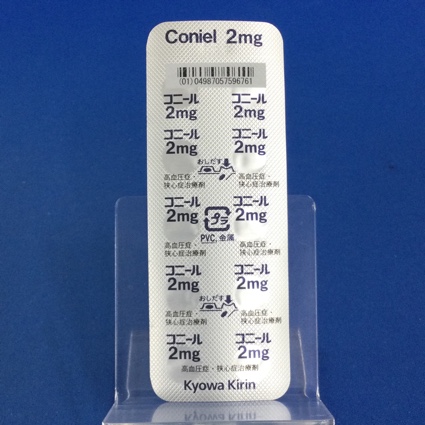 Coniel 2mg
(01)04987057596761
コニール コニール
2mg 2mg
コニール コニール
2mg 2mg
おしだす
高血圧症、 高血圧症、
狭心症治療剤 狭心症治療剤
コニール コニール
2mg 2mg
プラ
PVC, 金属
高血圧症、 高血圧症、
狭心症治療剤 狭心症治療剤
コニール コニール
2mg 2mg
おしだす
高血圧症、 高血圧症、
狭心症治療剤 狭心症治療剤
コニール コニール
2mg 2mg
高血圧症、狭心症治療剤
Kyowa Kirin